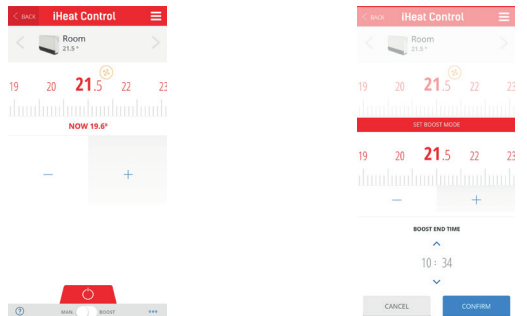 BACK iHeat Control
Room
21.5 °
19 20 21.5 22 23
NOW 19.6°
− +
MAN. BOOST
BACK iHeat Control
Room
21.5 °
19 20 21.5 22 23
SET BOOST MODE
19 20 21.5 22 23
− +
BOOST END TIME
10 : 34
CANCEL CONFIRM